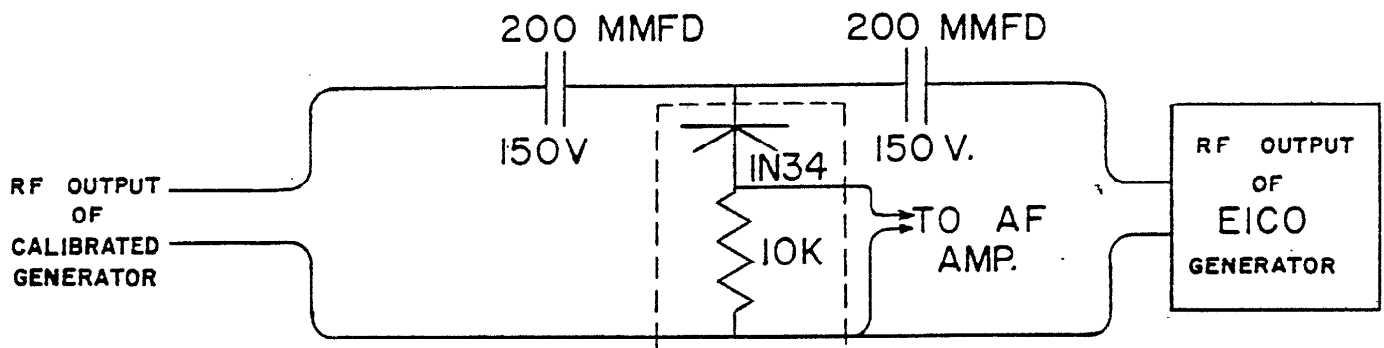 200 MMFD
200 MMFD
150V
150 V.
1N34
RF OUTPUT
OF
CALIBRATED
GENERATOR
10K
TO AF
AMP.
RF OUTPUT
OF
EICO
GENERATOR